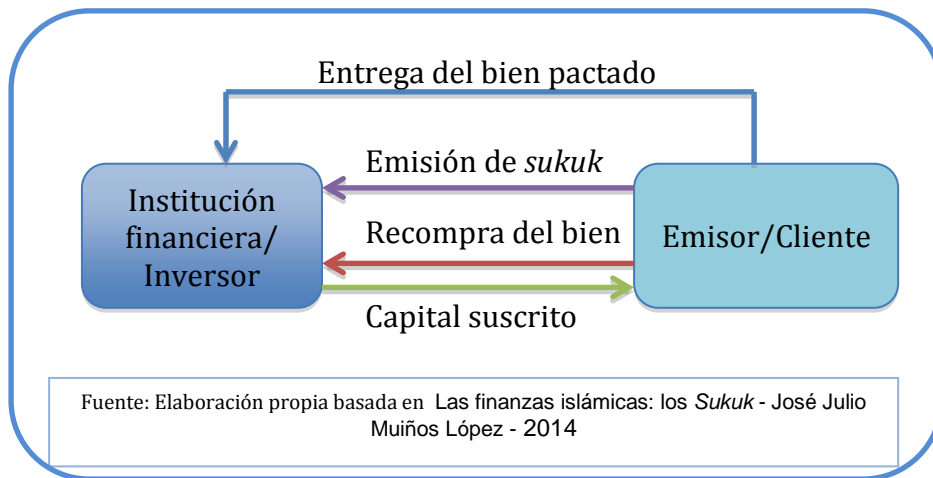 Entrega del bien pactado
Emisión de sukuk
Institución
financiera/
Inversor
Recompra del bien
Emisor/Cliente
Capital suscrito
Fuente: Elaboración propia basada en Las finanzas islámicas: los Sukuk - José Julio
Muiños López - 2014